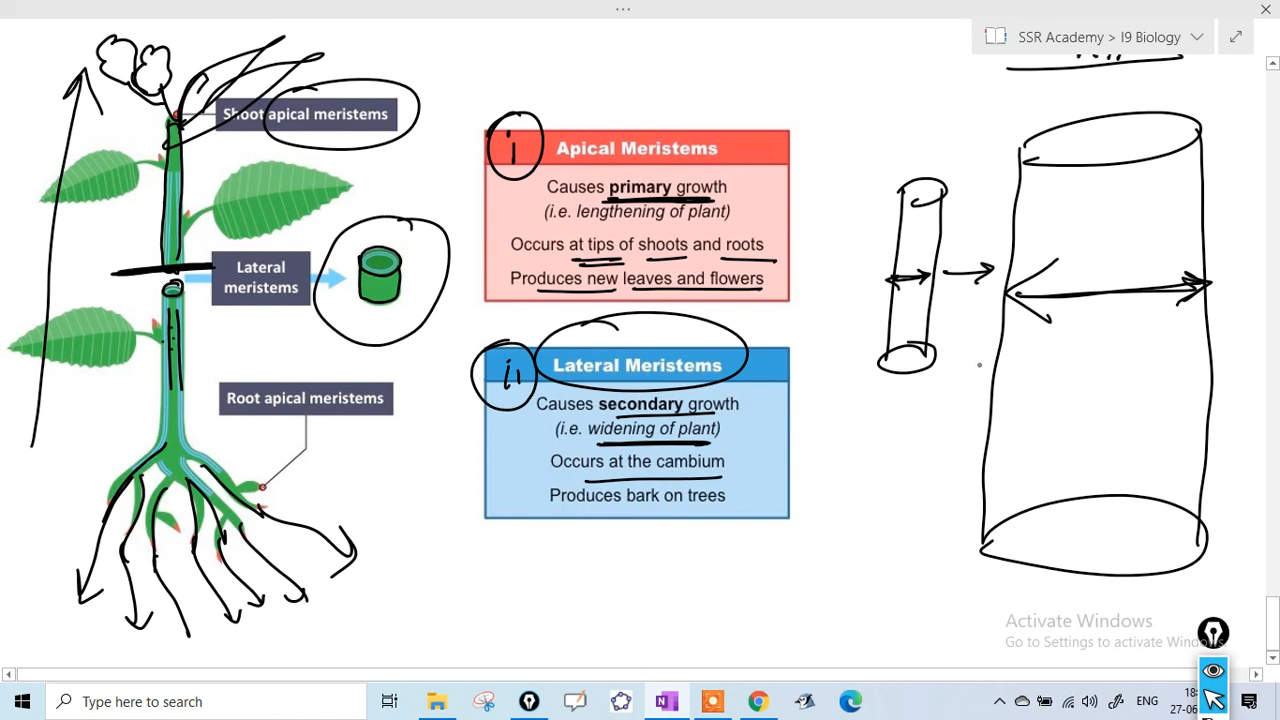 SSR Academy > I9 Biology
Shoot apical meristems
Lateral
meristems
Root apical meristems
i
Apical Meristems
Causes primary growth
(i.e. lengthening of plant)
Occurs at tips of shoots and roots
Produces new leaves and flowers
ii
Lateral Meristems
Causes secondary growth
(i.e. widening of plant)
Occurs at the cambium
Produces bark on trees
Activate Windows
Go to Settings to activate Windows.
Type here to search
ENG
18:
27-06